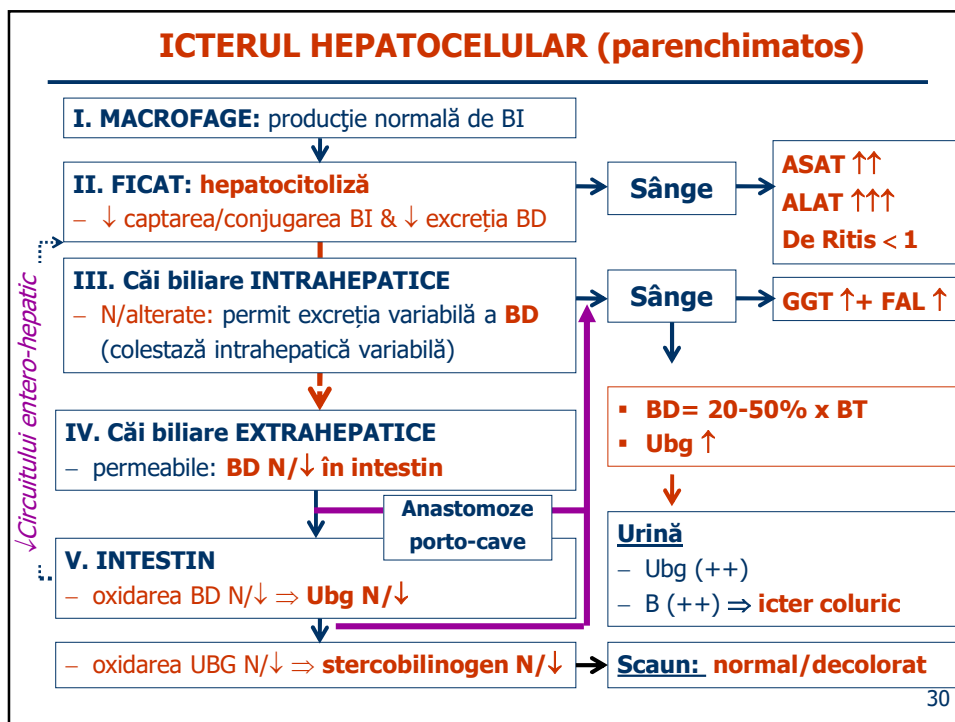 ICTERUL HEPATOCELULAR (parenchimatos)
I. MACROFAGE: producţie normală de BI
II. FICAT: hepatocitoliză
– ↓ captarea/conjugarea BI & ↓ excreția BD
Sânge
ASAT ↑↑
ALAT ↑↑↑
De Ritis < 1
III. Căi biliare INTRAHEPATICE
– N/alterate: permit excreția variabilă a BD
(colestază intrahepatică variabilă)
Sânge
GGT ↑+ FAL ↑
▪ BD= 20-50% x BT
▪ Ubg ↑
IV. Căi biliare EXTRAHEPATICE
– permeabile: BD N/↓ în intestin
Anastomoze
porto-cave
↓Circuitului entero-hepatic
V. INTESTIN
– oxidarea BD N/↓ ⇒ Ubg N/↓
Urină
– Ubg (++)
– B (++) ⇒ icter coluric
– oxidarea UBG N/↓ ⇒ stercobilinogen N/↓
Scaun: normal/decolorat
30